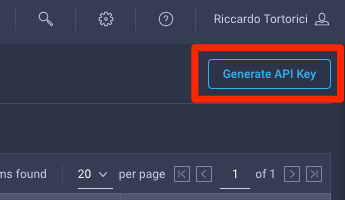 Riccardo Tortorici
Generate API Key
ms found 20 per page 1 of 1